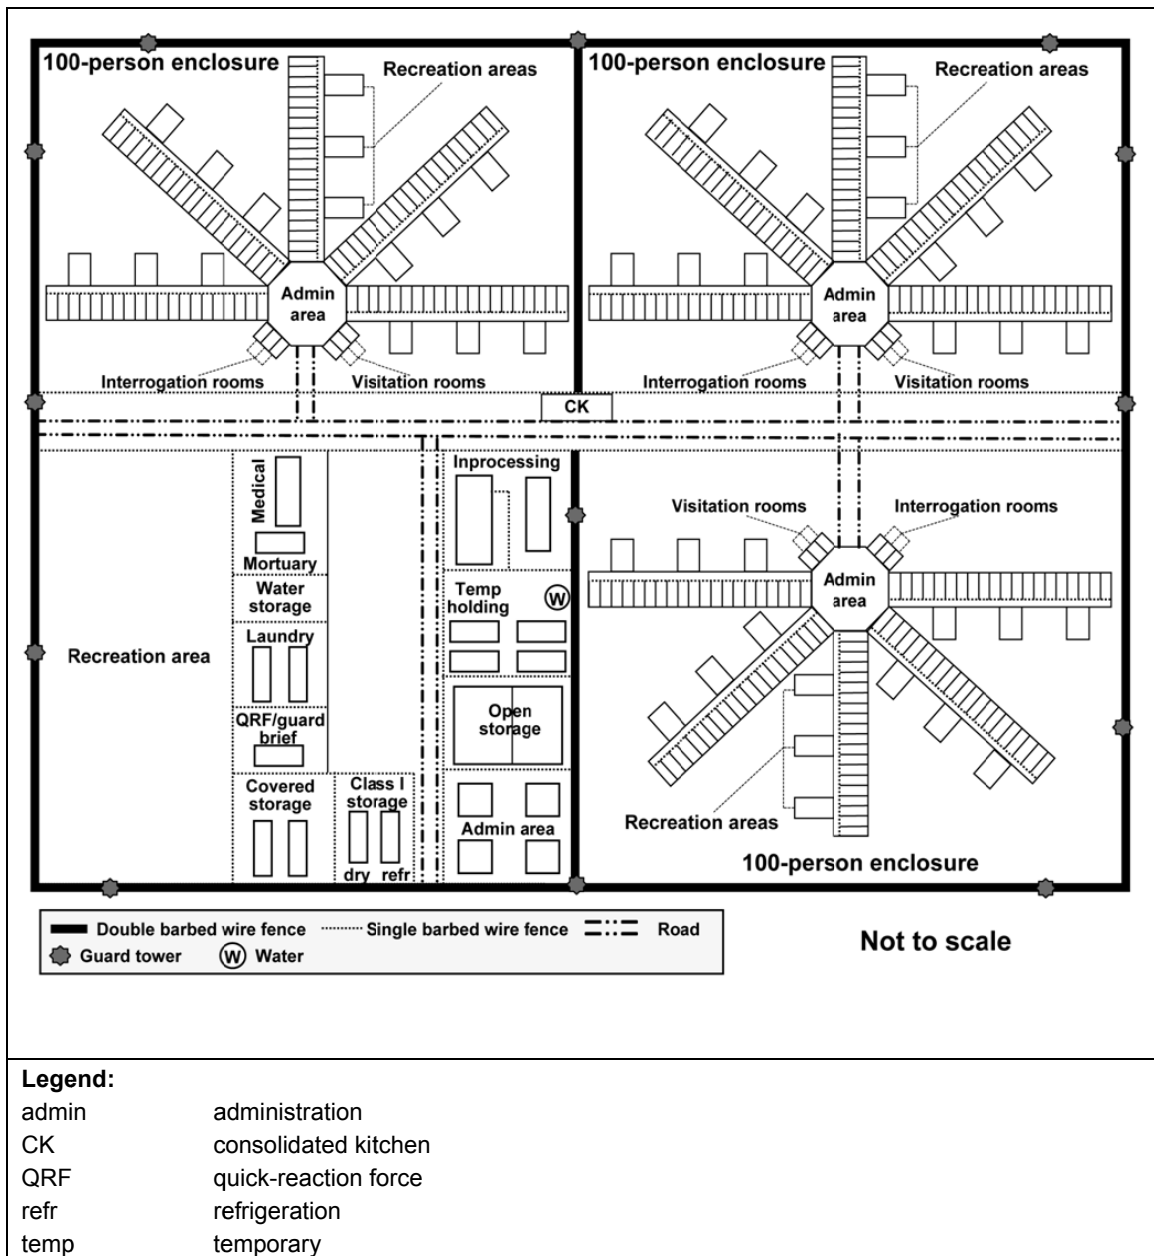 100-person enclosure
Recreation areas
100-person enclosure
Recreation areas
Admin
area
Admin
area
Interrogation rooms
Visitation rooms
Interrogation rooms
Visitation rooms
CK
Medical
Mortuary
Water
storage
Laundry
Recreation area
QRF/guard
brief
Covered
storage
Class I
storage
dry refr
Inprocessing
Temp
holding
W
Open
storage
Admin area
Visitation rooms
Interrogation rooms
Admin
area
Recreation areas
100-person enclosure
Double barbed wire fence
Single barbed wire fence
Road
Guard tower
W Water
Not to scale
Legend:
admin administration
CK consolidated kitchen
QRF quick-reaction force
refr refrigeration
temp temporary